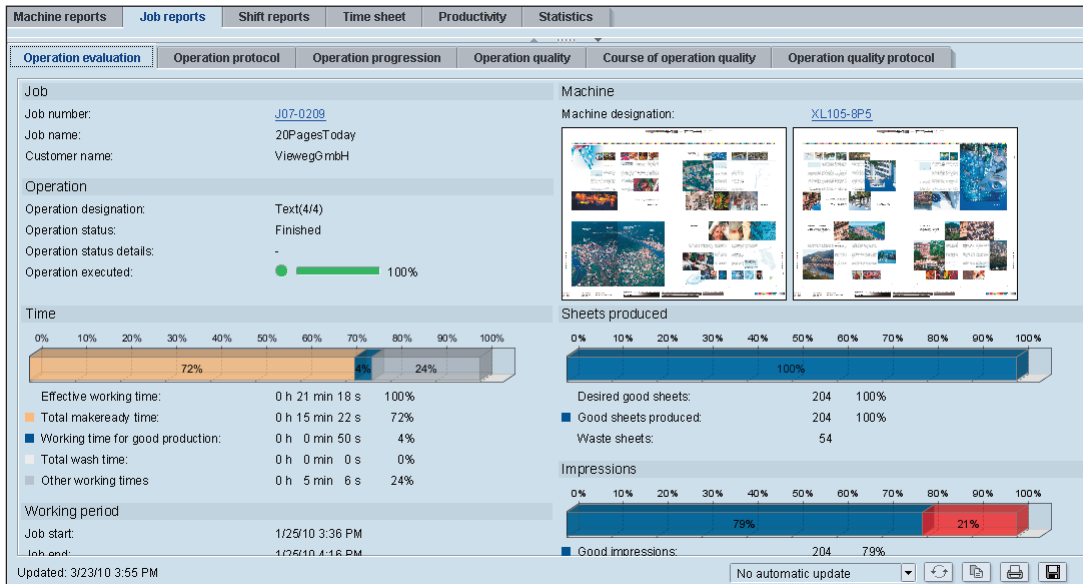 Machine reports Job reports Shift reports Time sheet Productivity Statistics
Operation evaluation Operation protocol Operation progression Operation quality Course of operation quality Operation quality protocol
Job
Job number: J07-0209
Job name: 20PagesToday
Customer name: ViewegGmbH
Operation
Operation designation: Text(4/4)
Operation status: Finished
Operation status details: -
Operation executed: 100%
Time
0% 10% 20% 30% 40% 50% 60% 70% 80% 90% 100%
72% 4% 24%
Effective working time: 0 h 21 min 18 s 100%
Total makeready time: 0 h 15 min 22 s 72%
Working time for good production: 0 h 0 min 50 s 4%
Total wash time: 0 h 0 min 0 s 0%
Other working times 0 h 5 min 6 s 24%
Working period
Job start: 1/25/10 3:36 PM
Job end: 1/25/10 4:16 PM
Machine
Machine designation: XL105-8P5
Sheets produced
0% 10% 20% 30% 40% 50% 60% 70% 80% 90% 100%
100%
Desired good sheets: 204 100%
Good sheets produced: 204 100%
Waste sheets: 54
Impressions
0% 10% 20% 30% 40% 50% 60% 70% 80% 90% 100%
79% 21%
Good impressions: 204 79%
Updated: 3/23/10 3:55 PM
No automatic update